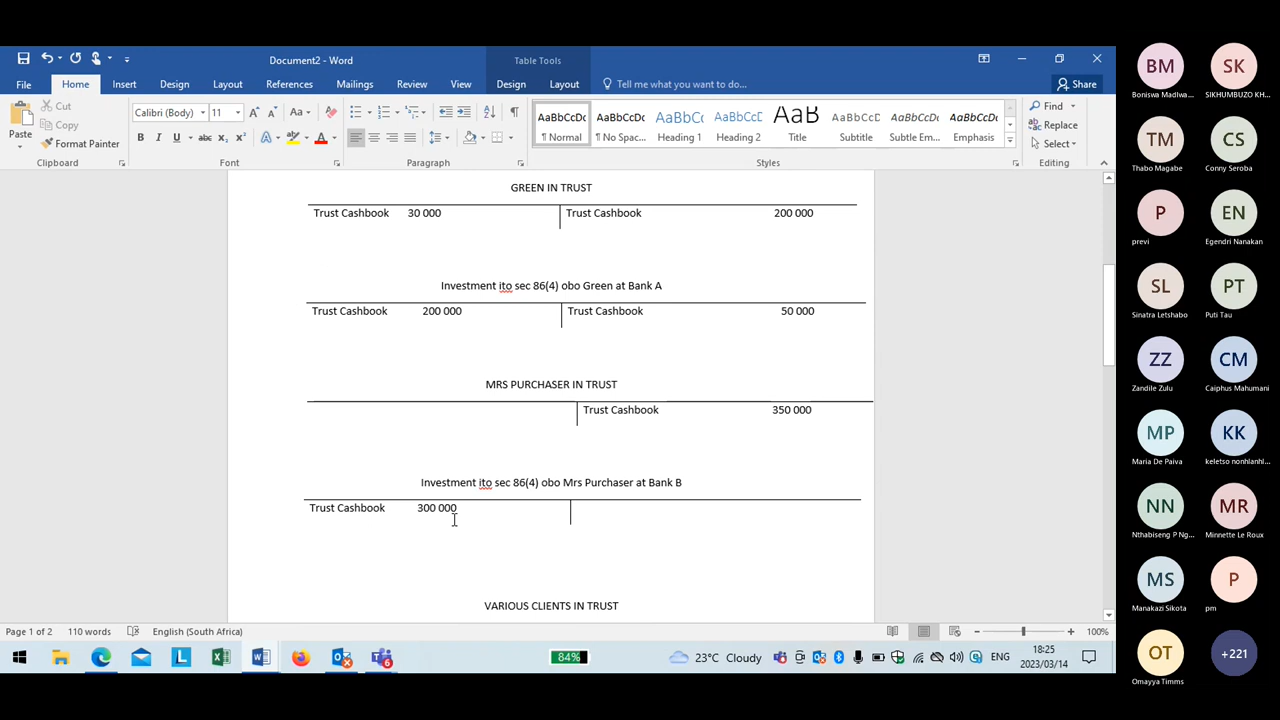 Document2 - Word
Table Tools
File
Home
Insert
Design
Layout
References
Mailings
Review
View
Design
Layout
Tell me what you want to do...
Share
Paste
Cut
Copy
Format Painter
Clipboard
Calibri (Body)
11
Font
Paragraph
AaBbCcDc
¶ Normal
AaBbCcDc
¶ No Spac...
AaBbCc
Heading 1
AaBbCcD
Heading 2
AaB
Title
AaBbCcD
Subtitle
AaBbCcDc
Subtle Em...
AaBbCcDc
Emphasis
Styles
Find
Replace
Select
Editing
GREEN IN TRUST
Trust Cashbook 30 000 Trust Cashbook 200 000
Investment ito sec 86(4) obo Green at Bank A
Trust Cashbook 200 000 Trust Cashbook 50 000
MRS PURCHASER IN TRUST
Trust Cashbook 350 000
Investment ito sec 86(4) obo Mrs Purchaser at Bank B
Trust Cashbook 300 000
VARIOUS CLIENTS IN TRUST
Page 1 of 2
110 words
English (South Africa)
100%
84%
23°C Cloudy
ENG
18:25
2023/03/14
BM
Boniswa Madlwa...
SK
SIKHUMBUZO KH...
TM
Thabo Magabe
CS
Conny Seroba
P
previ
EN
Egendri Nanakan
SL
Sinatra Letshabo
PT
Puti Tau
ZZ
Zandile Zulu
CM
Caiphus Mahumani
MP
Maria De Paiva
KK
keletso nonhlanhl...
NN
Nthabiseng P Ng...
MR
Minnette Le Roux
MS
Manakazi Sikota
P
pm
OT
Omayya Timms
+221